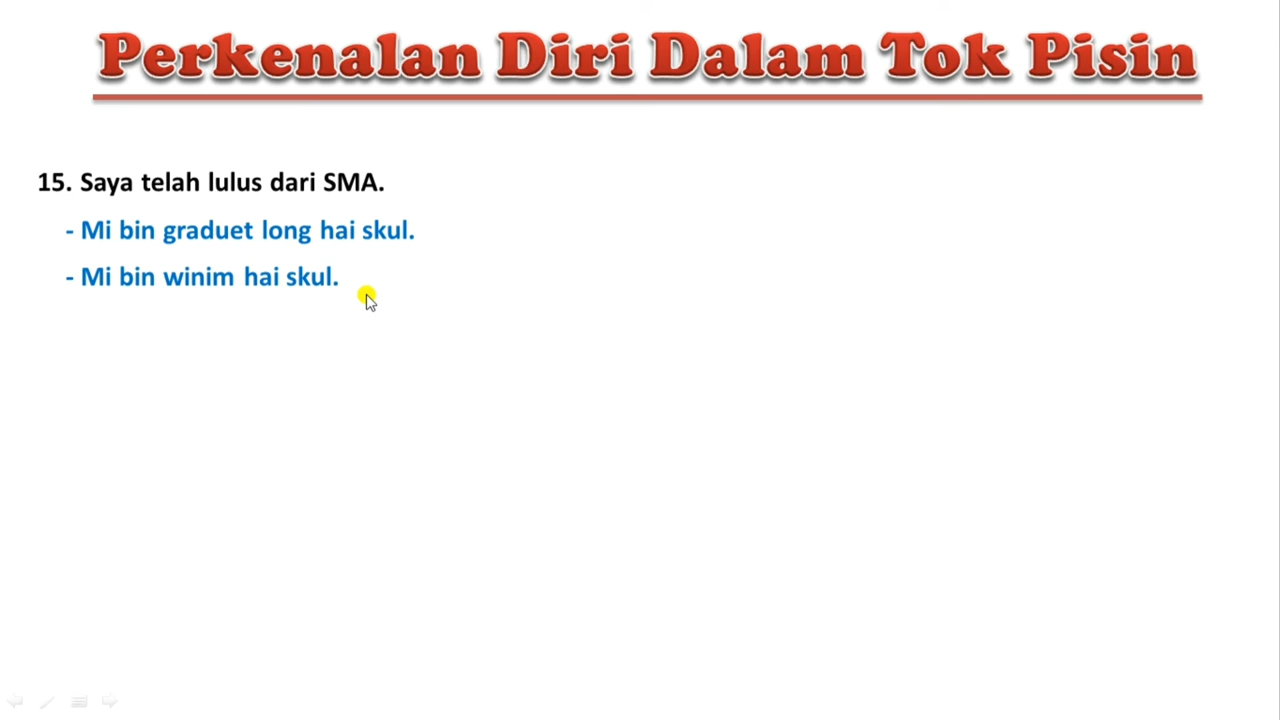 Perkenalan Diri Dalam Tok Pisin
15. Saya telah lulus dari SMA.
- Mi bin graduet long hai skul.
- Mi bin winim hai skul.